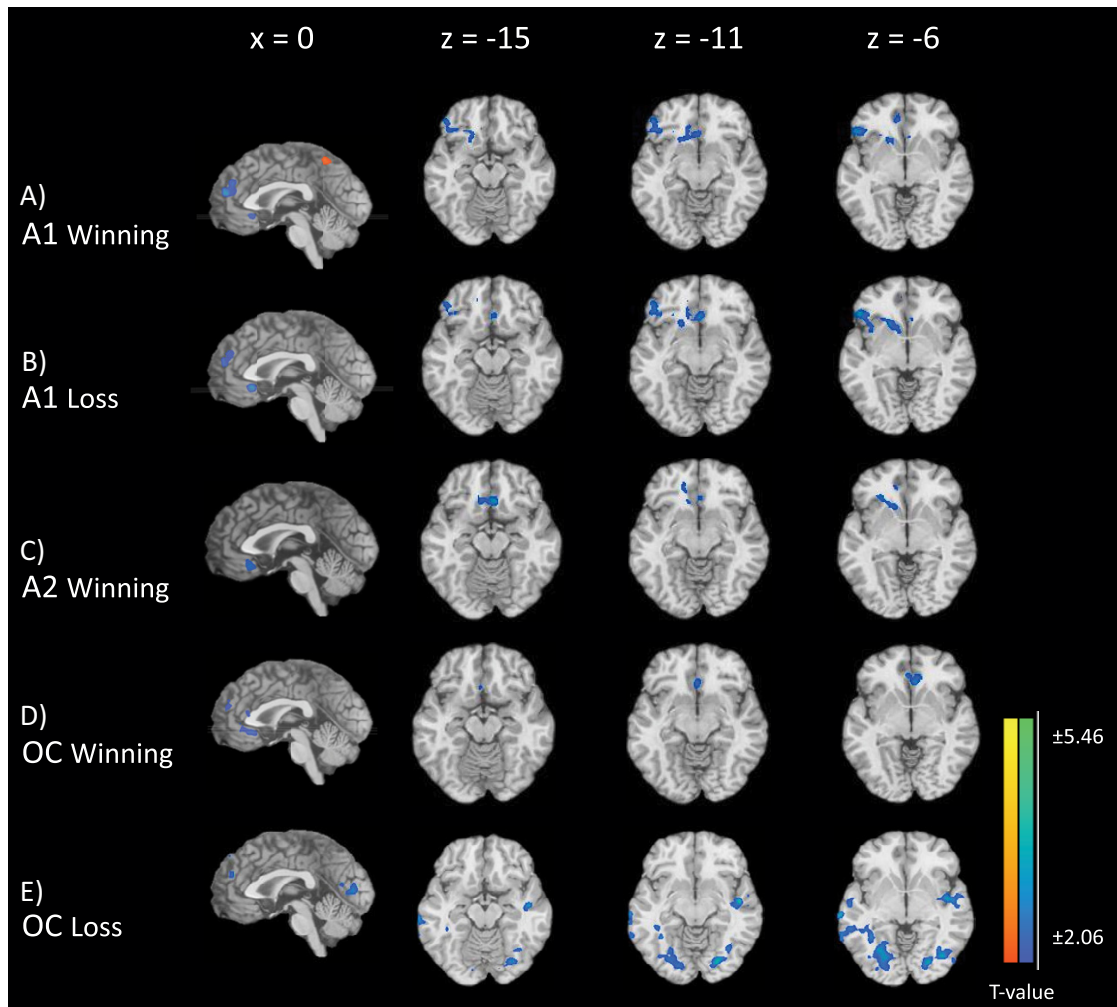 x = 0 z = -15 z = -11 z = -6
A)
A1 Winning
B)
A1 Loss
C)
A2 Winning
D)
OC Winning
E)
OC Loss
±5.46
±2.06
T-value